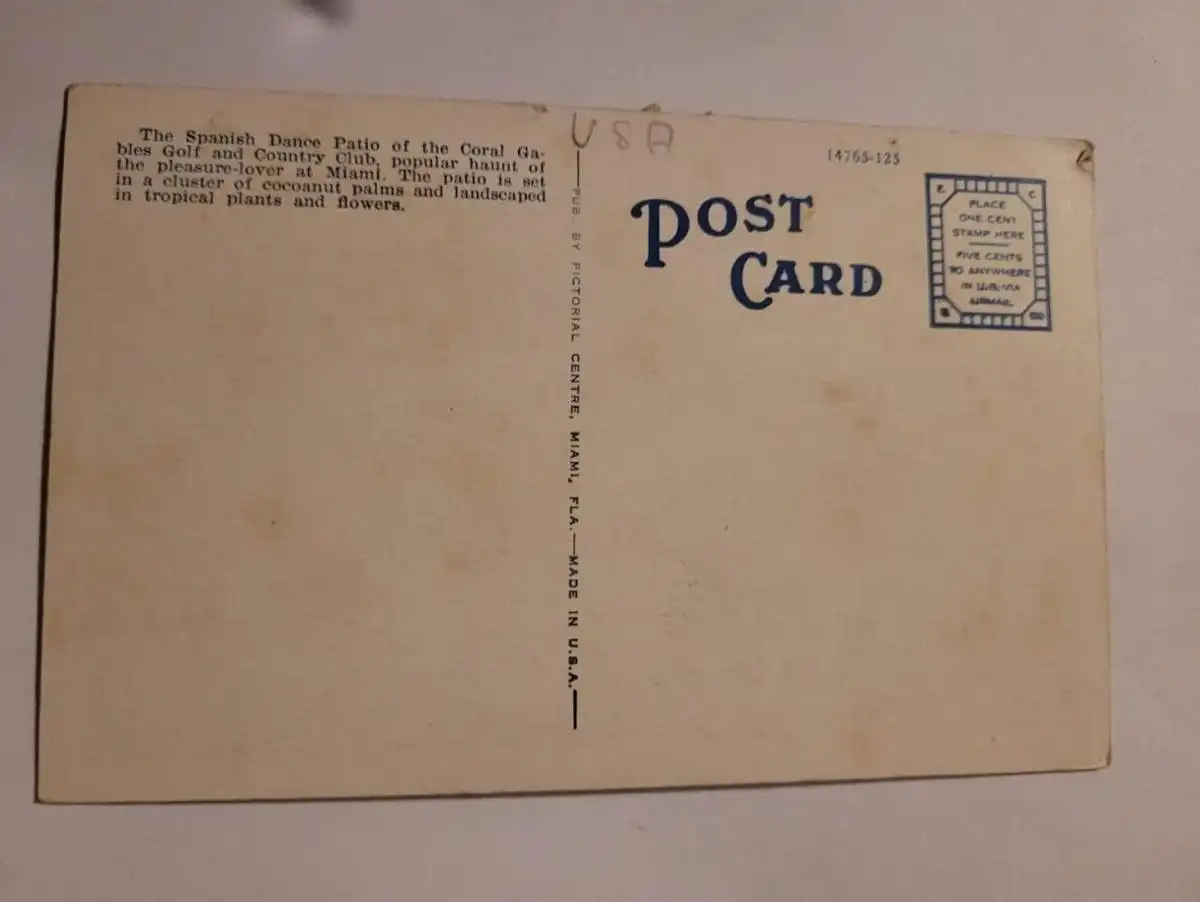 The Spanish Dance Patio of the Coral Ga-
bles Golf and Country Club, popular haunt of
the pleasure-lover at Miami. The patio is set
in a cluster of cocoanut palms and landscaped
in tropical plants and flowers.
USA
PUB. BY PICTORIAL CENTRE, MIAMI, FLA.—MADE IN U.S.A.
14765-125
POST
CARD
PLACE
ONE CENT
STAMP HERE
FIVE CENTS
TO ANYWHERE
IN U.S. VIA
AIRMAIL